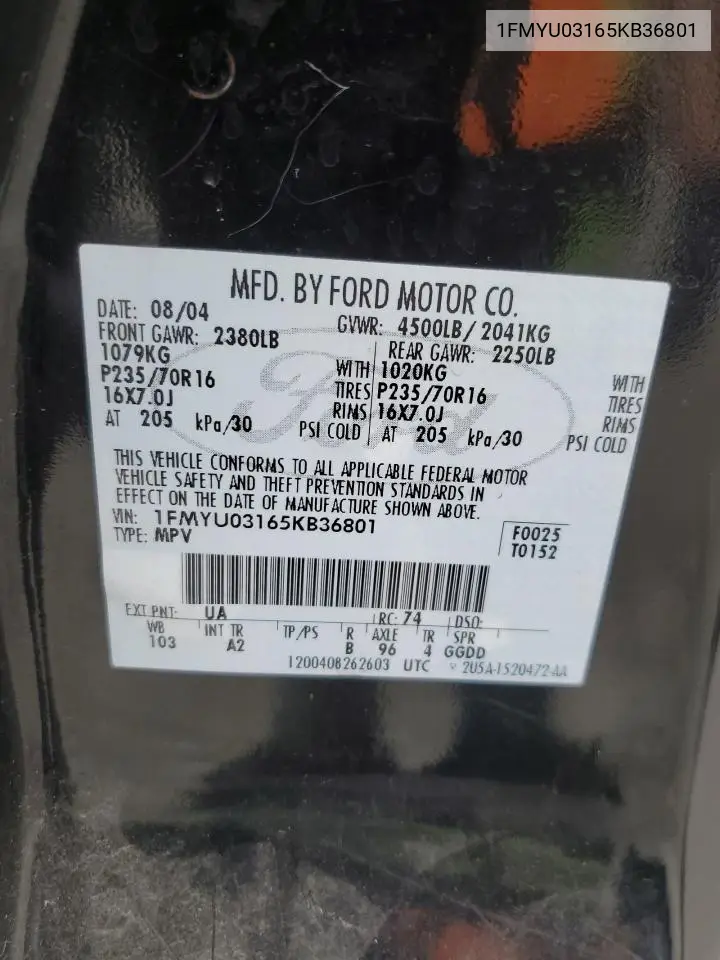 1FMYU03165KB36801
MFD. BY FORD MOTOR CO.
DATE: 08/04 GVWR: 4500LB/ 2041KG
FRONT GAWR: 2380LB REAR GAWR: 2250LB
1079KG WITH 1020KG WITH
P235/70R16 TIRES P235/70R16 TIRES
16X7.0J RIMS 16X7.0J RIMS
AT 205 kPa/30 PSI COLD AT 205 kPa/30 PSI COLD
Ford
THIS VEHICLE CONFORMS TO ALL APPLICABLE FEDERAL MOTOR
VEHICLE SAFETY AND THEFT PREVENTION STANDARDS IN
EFFECT ON THE DATE OF MANUFACTURE SHOWN ABOVE.
VIN: 1FMYU03165KB36801 F0025
TYPE: MPV T0152
EXT PNT: UA RC: 74 DSO:
WB INT TR TP/PS R AXLE TR SPR
103 A2 B 96 4 GGDD
1200408262603 UTC 2U5A-1520472-AA